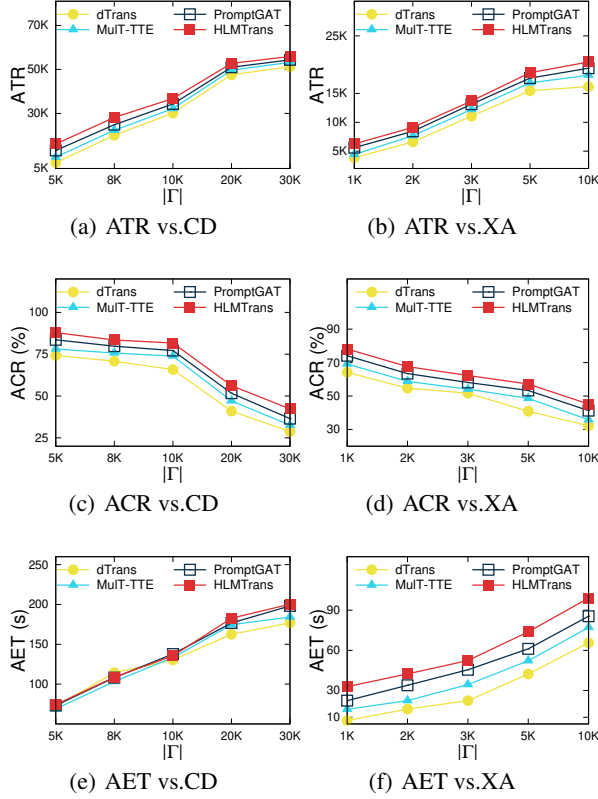 dTrans PromptGAT
MulT-TTE HLMTrans
70K
50K
30K
5K
ATR
5K 8K 10K 20K 30K
|Γ|
(a) ATR vs.CD
dTrans PromptGAT
MulT-TTE HLMTrans
25K
15K
10K
5K
ATR
1K 2K 3K 5K 10K
|Γ|
(b) ATR vs.XA
dTrans PromptGAT
MulT-TTE HLMTrans
100
75
50
25
ACR (%)
5K 8K 10K 20K 30K
|Γ|
(c) ACR vs.CD
dTrans PromptGAT
MulT-TTE HLMTrans
90
70
50
30
ACR (%)
1K 2K 3K 5K 10K
|Γ|
(d) ACR vs.XA
dTrans PromptGAT
MulT-TTE HLMTrans
250
200
150
100
AET (s)
5K 8K 10K 20K 30K
|Γ|
(e) AET vs.CD
dTrans PromptGAT
MulT-TTE HLMTrans
90
60
30
10
AET (s)
1K 2K 3K 5K 10K
|Γ|
(f) AET vs.XA